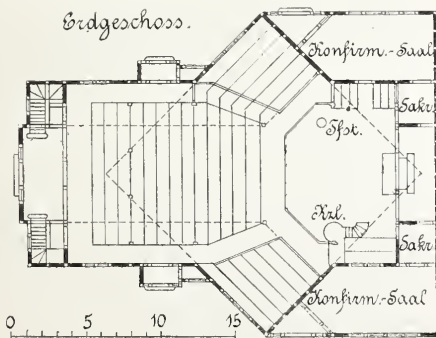 Erdgeschoss.
Konfirm.-Saal
Sakr.
Tfst.
Kzl.
Sakr.
Konfirm.-Saal
0 5 10 15